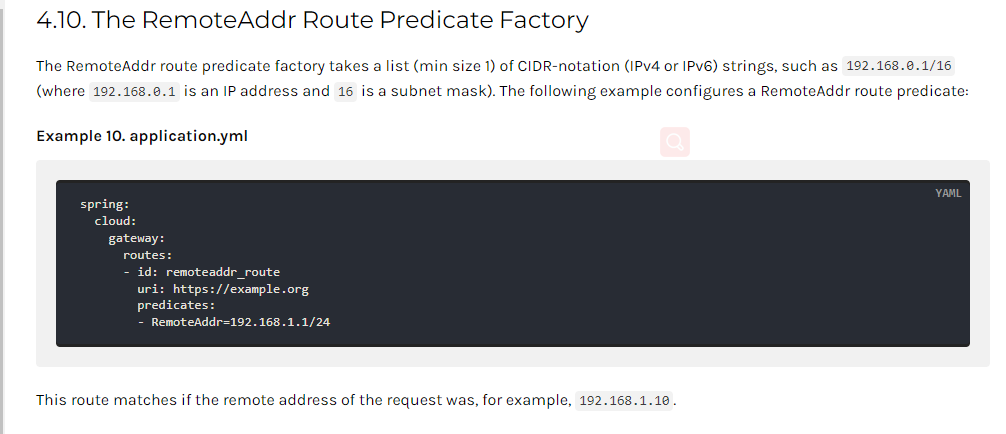 4.10. The RemoteAddr Route Predicate Factory
The RemoteAddr route predicate factory takes a list (min size 1) of CIDR-notation (IPv4 or IPv6) strings, such as 192.168.0.1/16
(where 192.168.0.1 is an IP address and 16 is a subnet mask). The following example configures a RemoteAddr route predicate:
Example 10. application.yml
YAML
spring:
  cloud:
    gateway:
      routes:
      - id: remoteaddr_route
        uri: https://example.org
        predicates:
        - RemoteAddr=192.168.1.1/24
This route matches if the remote address of the request was, for example, 192.168.1.10.